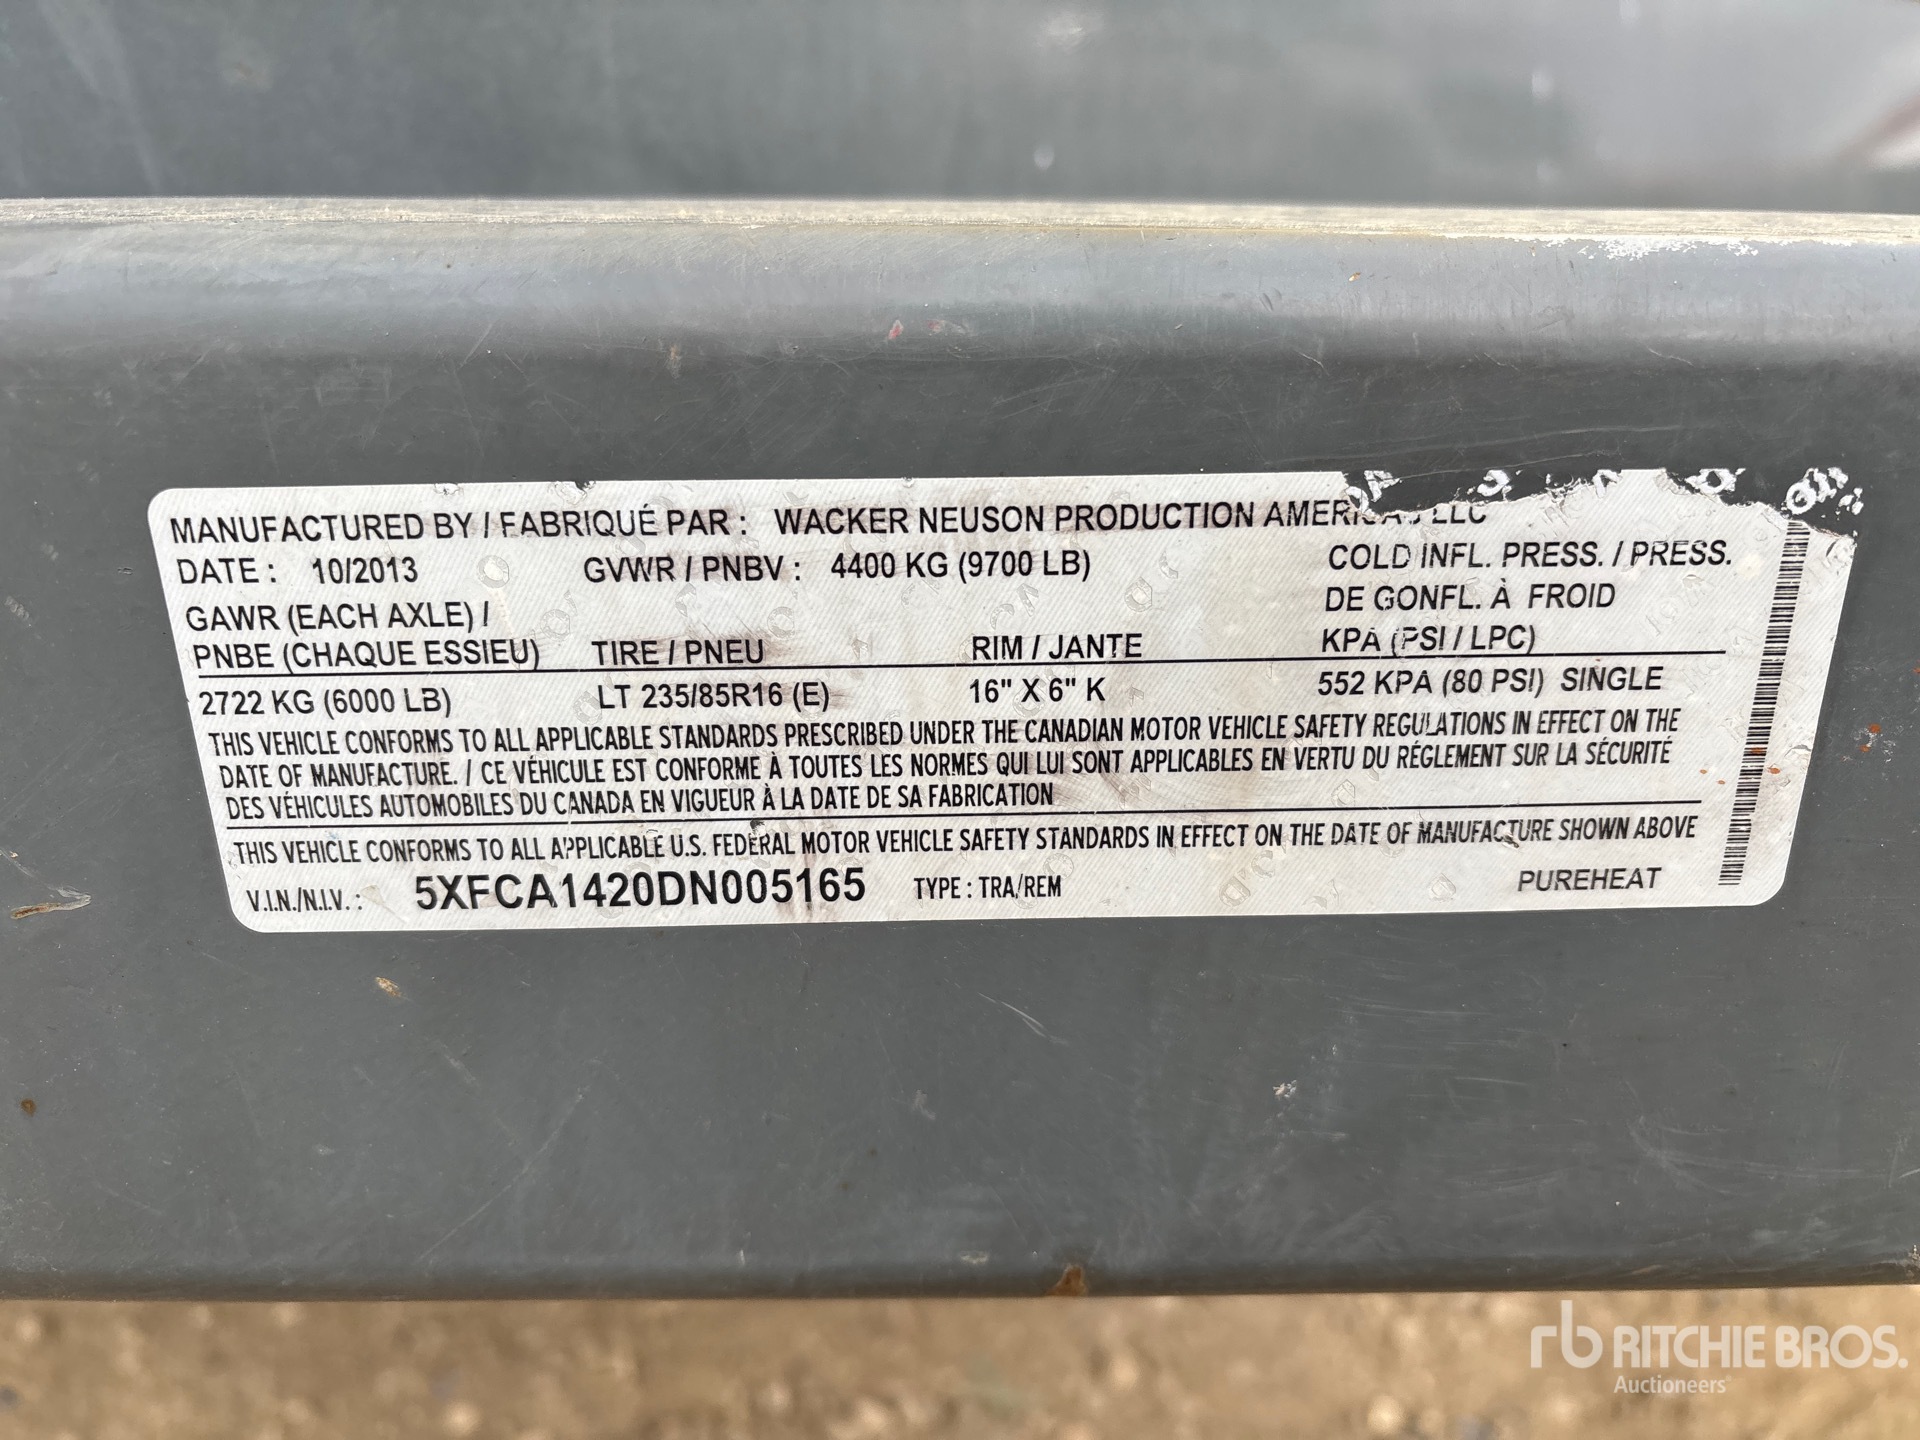 MANUFACTURED BY / FABRIQUÉ PAR : WACKER NEUSON PRODUCTION AMERICAS LLC
DATE : 10/2013 GVWR / PNBV : 4400 KG (9700 LB) COLD INFL. PRESS. / PRESS.
DE GONFL. À FROID
GAWR (EACH AXLE) /
PNBE (CHAQUE ESSIEU) TIRE / PNEU RIM / JANTE KPA (PSI / LPC)
2722 KG (6000 LB) LT 235/85R16 (E) 16" X 6" K 552 KPA (80 PSI) SINGLE
THIS VEHICLE CONFORMS TO ALL APPLICABLE STANDARDS PRESCRIBED UNDER THE CANADIAN MOTOR VEHICLE SAFETY REGULATIONS IN EFFECT ON THE
DATE OF MANUFACTURE. / CE VÉHICULE EST CONFORME À TOUTES LES NORMES QUI LUI SONT APPLICABLES EN VERTU DU RÉGLEMENT SUR LA SÉCURITÉ
DES VÉHICULES AUTOMOBILES DU CANADA EN VIGUEUR À LA DATE DE SA FABRICATION
THIS VEHICLE CONFORMS TO ALL APPLICABLE U.S. FEDERAL MOTOR VEHICLE SAFETY STANDARDS IN EFFECT ON THE DATE OF MANUFACTURE SHOWN ABOVE
V.I.N./N.I.V. : 5XFCA1420DN005165 TYPE : TRA/REM PUREHEAT
rb RITCHIE BROS.
Auctioneers